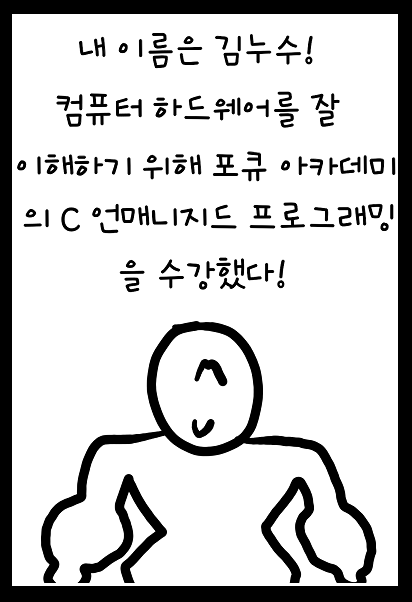 내 이름은 김누수!
컴퓨터 하드웨어를 잘
이해하기 위해 포큐 아카데미
의 C 언매니지드 프로그래밍
을 수강했다!